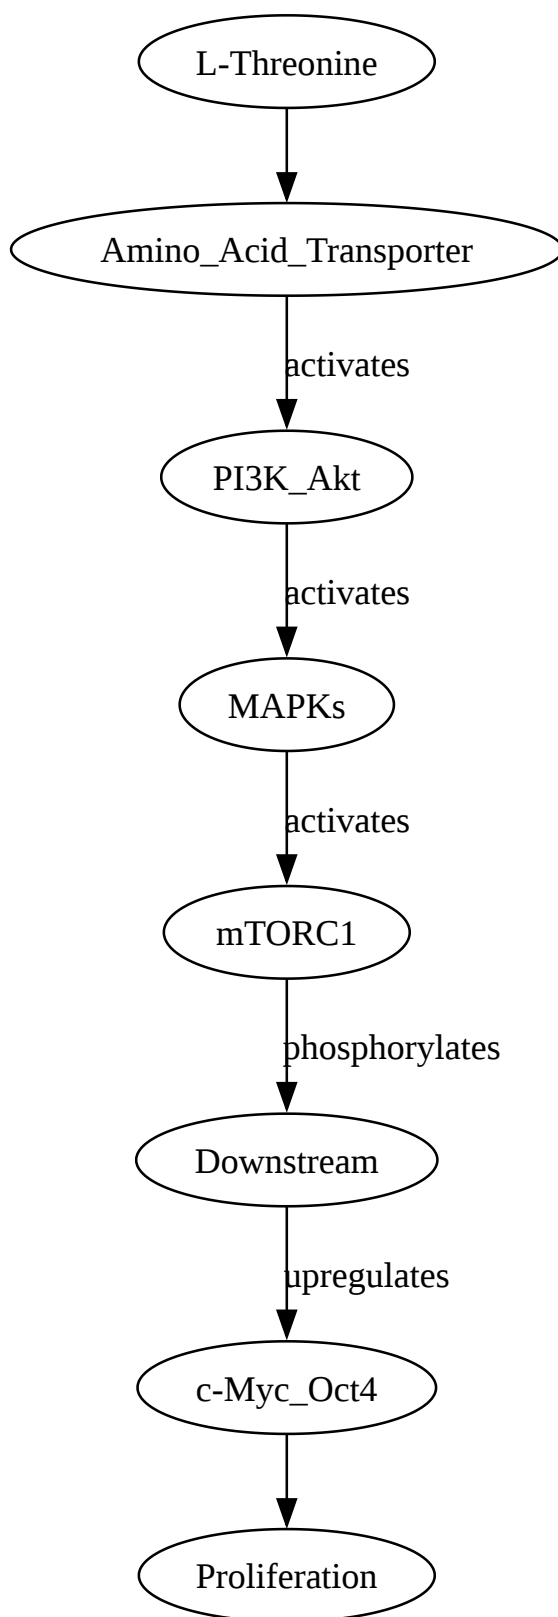 L-Threonine
Amino_Acid_Transporter
activates
PI3K_Akt
activates
MAPKs
activates
mTORC1
phosphorylates
Downstream
upregulates
c-Myc_Oct4
Proliferation